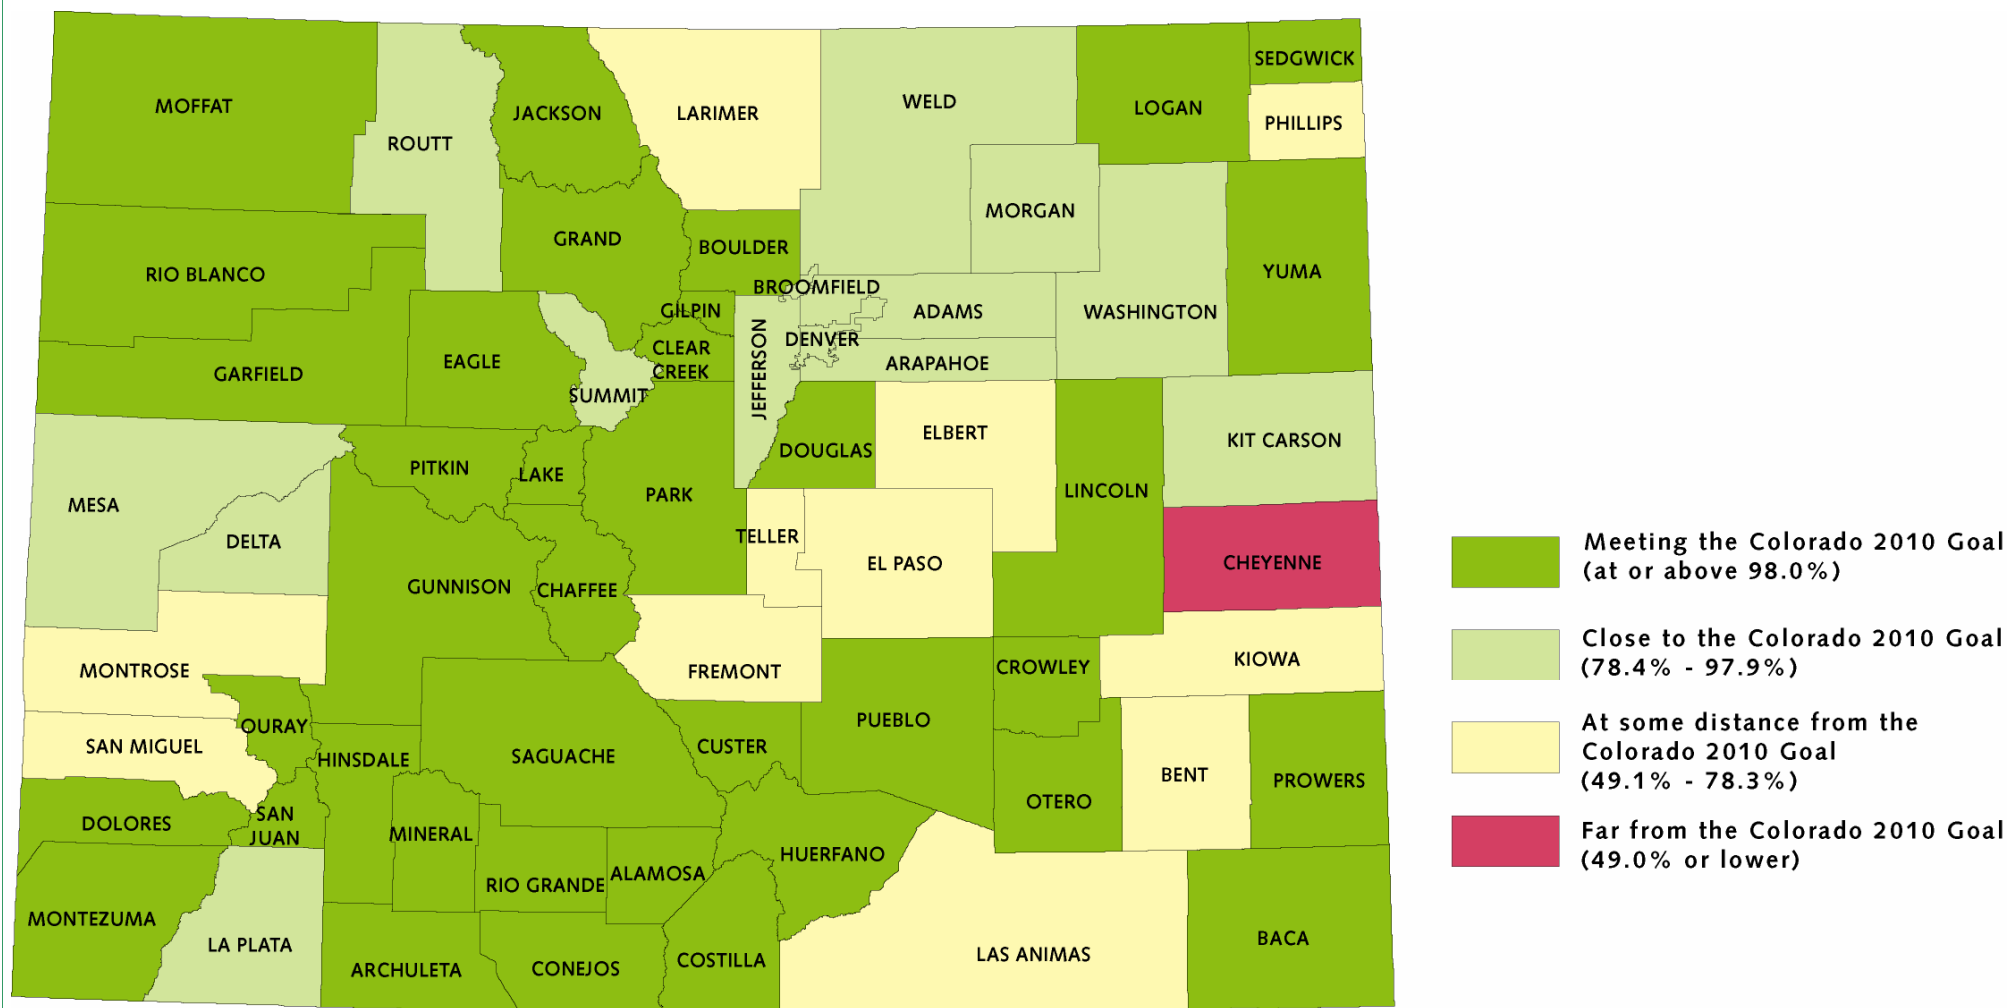 SEDGWICK
MOFFAT
JACKSON
LARIMER
WELD
LOGAN
PHILLIPS
ROUTT
MORGAN
GRAND
BOULDER
RIO BLANCO
YUMA
BROOMFIELD
GILPIN
ADAMS
WASHINGTON
JEFFERSON
DENVER
CLEAR
CREEK
EAGLE
ARAPAHOE
GARFIELD
SUMMIT
ELBERT
KIT CARSON
DOUGLAS
PITKIN
LAKE
PARK
LINCOLN
MESA
TELLER
DELTA
EL PASO
CHEYENNE
GUNNISON
CHAFFEE
KIOWA
CROWLEY
MONTROSE
FREMONT
PUEBLO
OURAY
SAN MIGUEL
CUSTER
HINSDALE
SAGUACHE
BENT
PROWERS
OTERO
SAN
JUAN
DOLORES
MINERAL
HUERFANO
ALAMOSA
RIO GRANDE
MONTEZUMA
BACA
LA PLATA
LAS ANIMAS
COSTILLA
ARCHULETA
CONEJOS
Meeting the Colorado 2010 Goal
(at or above 98.0%)
Close to the Colorado 2010 Goal
(78.4% - 97.9%)
At some distance from the
Colorado 2010 Goal
(49.1% - 78.3%)
Far from the Colorado 2010 Goal
(49.0% or lower)